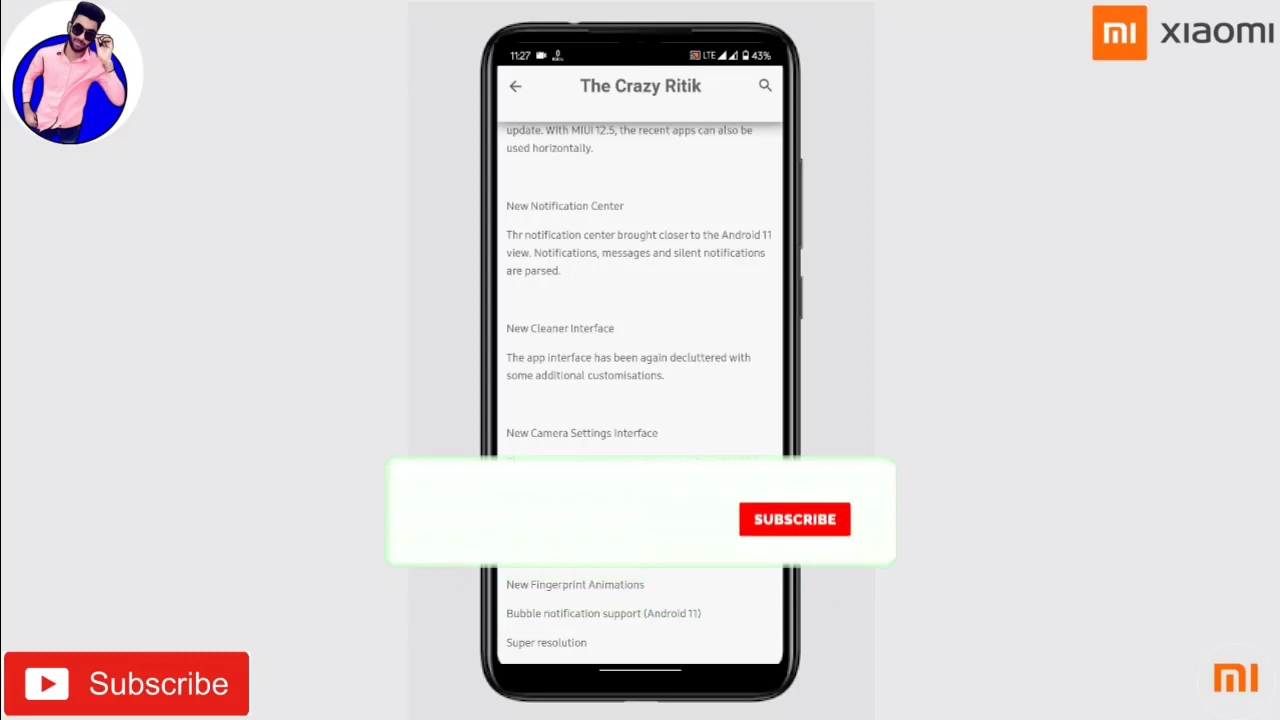 mi xiaomi
11:27 LTE 43%
The Crazy Ritik
update. With MIUI 12.5, the recent apps can also be
used horizontally.
New Notification Center
Thr notification center brought closer to the Android 11
view. Notifications, messages and silent notifications
are parsed.
New Cleaner Interface
The app interface has been again decluttered with
some additional customisations.
New Camera Settings Interface
SUBSCRIBE
New Fingerprint Animations
Bubble notification support (Android 11)
Super resolution
Subscribe
mi